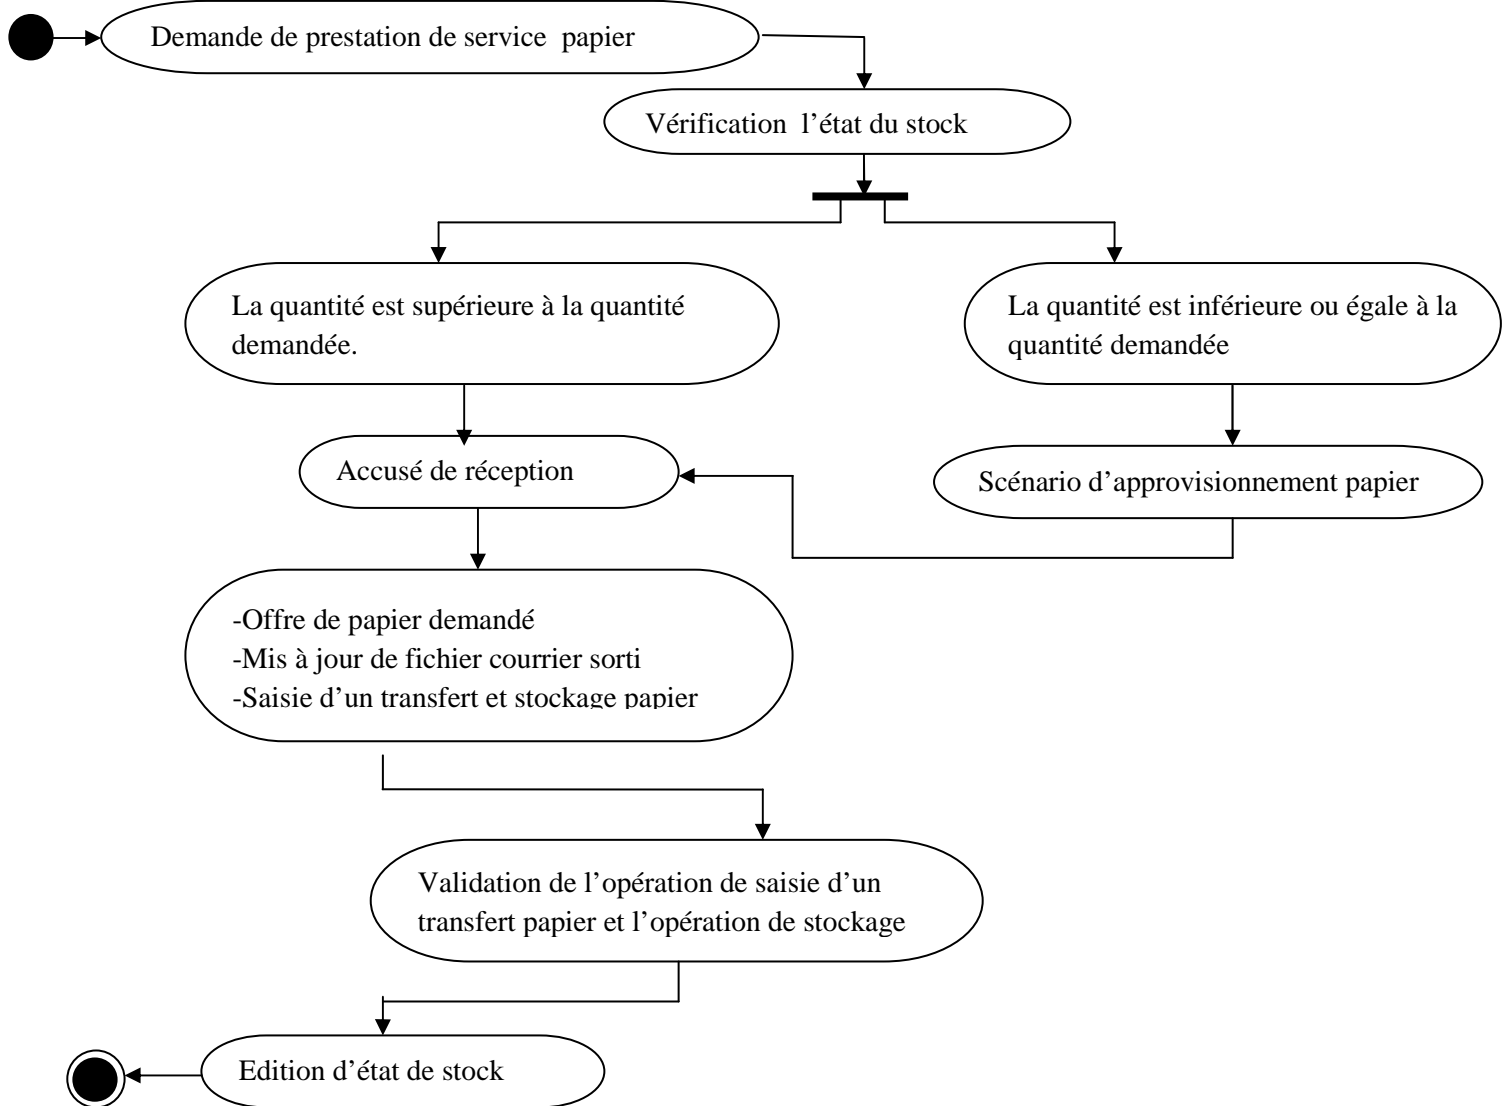 Demande de prestation de service  papier
Vérification  l’état du stock
La quantité est supérieure à la quantité
demandée.
La quantité est inférieure ou égale à la
quantité demandée
Accusé de réception
Scénario d’approvisionnement papier
-Offre de papier demandé
-Mis à jour de fichier courrier sorti
-Saisie d’un transfert et stockage papier
Validation de l’opération de saisie d’un
transfert papier et l’opération de stockage
Edition d’état de stock